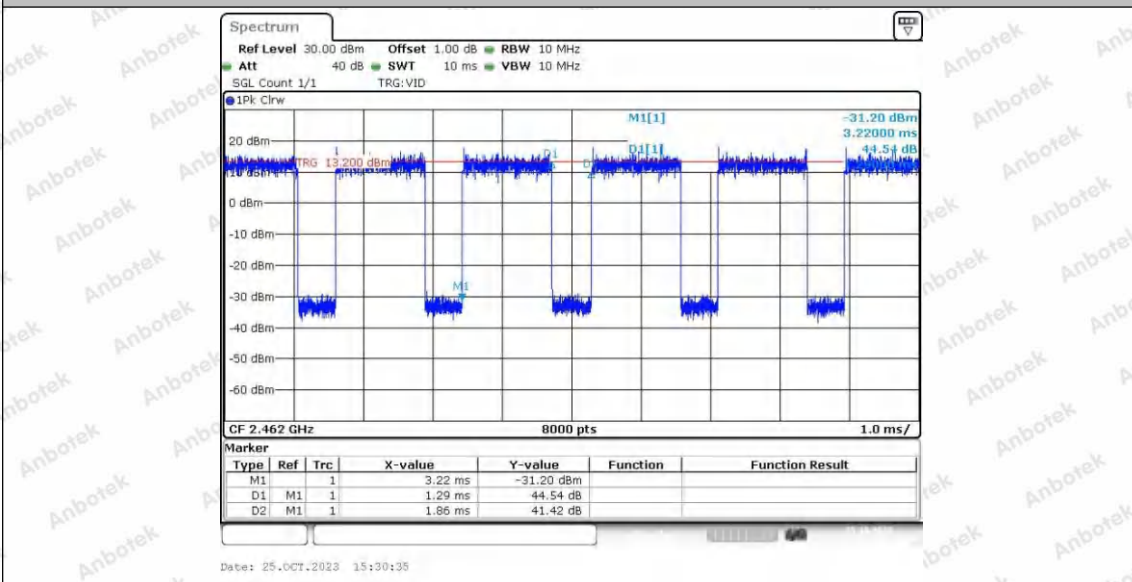 Spectrum
Ref Level 30.00 dBm Offset 1.00 dB RBW 10 MHz
Att 40 dB SWT 10 ms VBW 10 MHz
SGL Count 1/1 TRG:VID
1Pk Clrw
M1[1] -31.20 dBm
3.22000 ms
20 dBm D1[1] 44.54 dB
TRG 13.200 dBm D1
10 dBm
0 dBm
-10 dBm
-20 dBm
M1
-30 dBm
-40 dBm
-50 dBm
-60 dBm
CF 2.462 GHz 8000 pts 1.0 ms/
Marker
Type Ref Trc X-value Y-value Function Function Result
M1 1 3.22 ms -31.20 dBm
D1 M1 1 1.29 ms 44.54 dB
D2 M1 1 1.86 ms 41.42 dB
Date: 25.OCT.2023 15:30:35